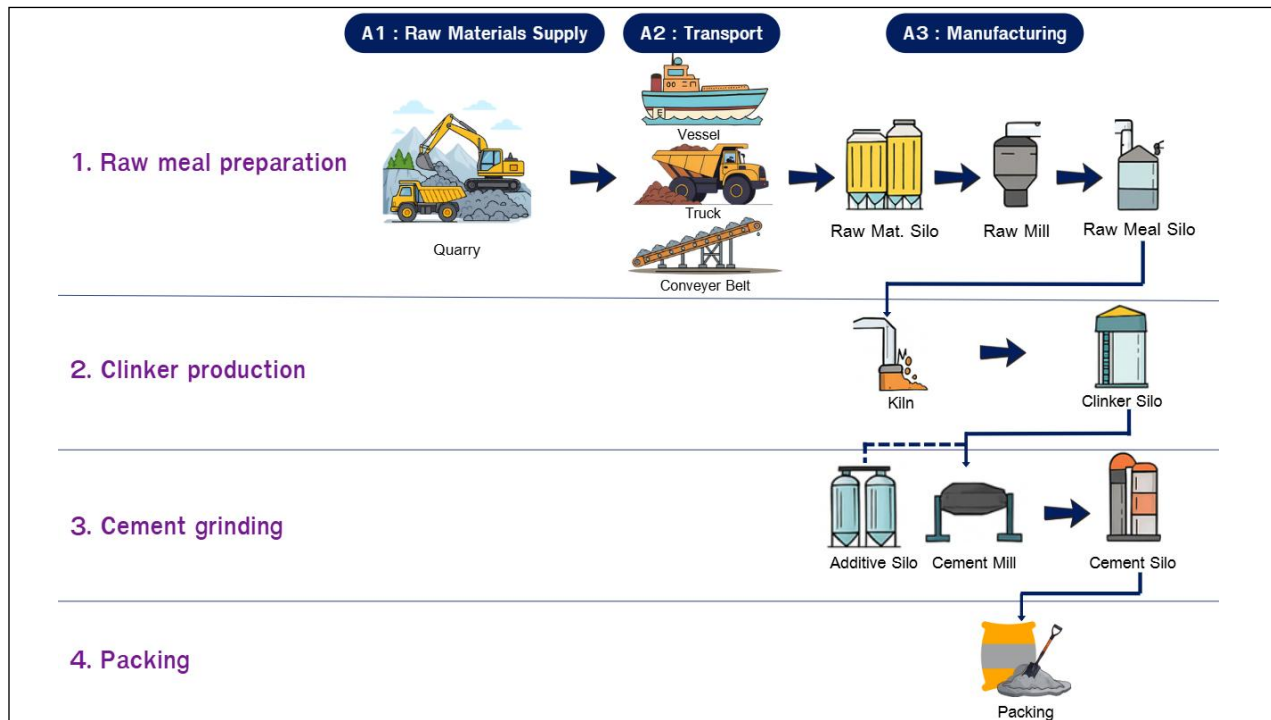 A1 : Raw Materials Supply
A2 : Transport
A3 : Manufacturing
1. Raw meal preparation
Quarry
Vessel
Truck
Conveyer Belt
Raw Mat. Silo
Raw Mill
Raw Meal Silo
2. Clinker production
Kiln
Clinker Silo
3. Cement grinding
Additive Silo
Cement Mill
Cement Silo
4. Packing
Packing